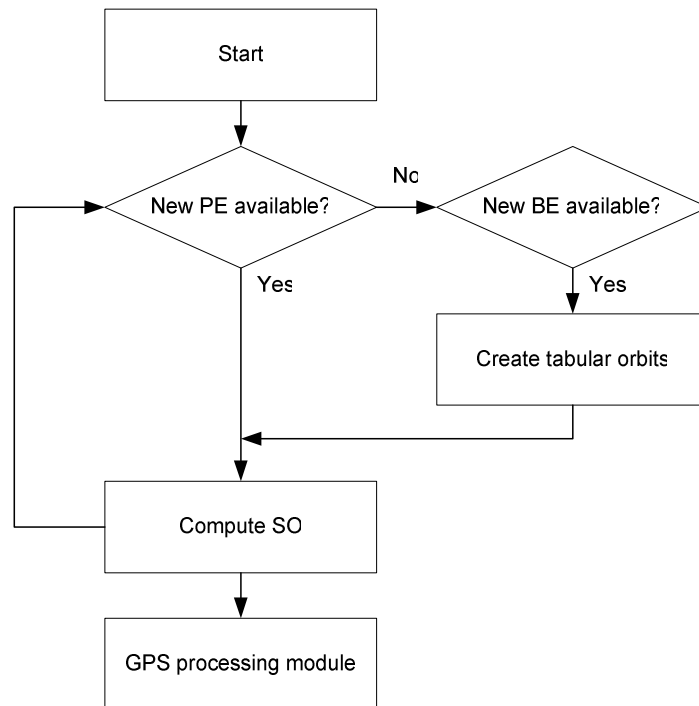 Start
New PE available?
No
New BE available?
Yes
Yes
Create tabular orbits
Compute SO
GPS processing module